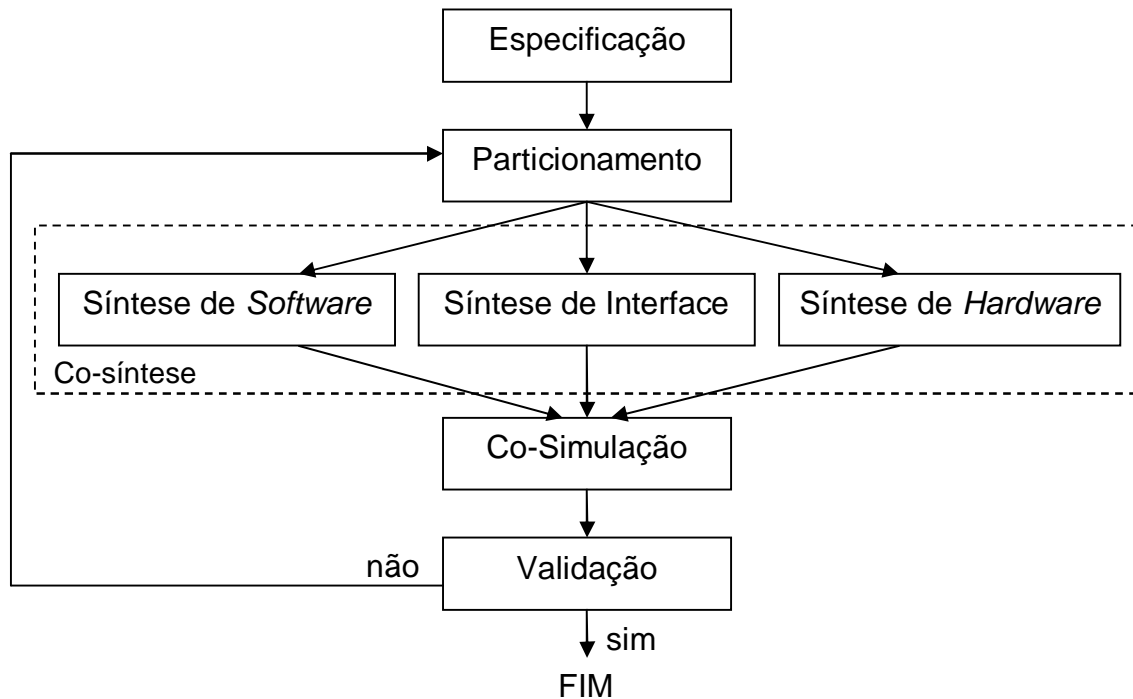 Especificação
Particionamento
Síntese de Software
Síntese de Interface
Síntese de Hardware
Co-síntese
Co-Simulação
não
Validação
sim
FIM